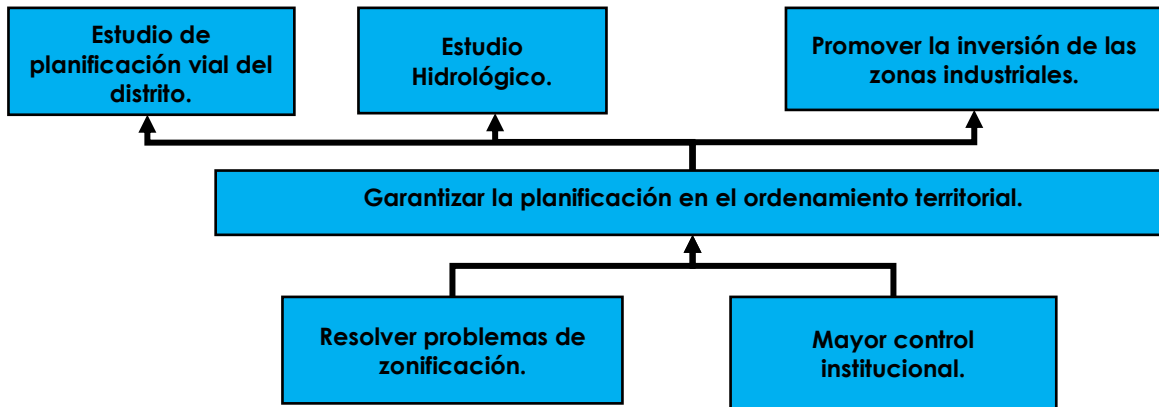 Estudio de
planificación vial del
distrito.
Estudio
Hidrológico.
Promover la inversión de las
zonas industriales.
Garantizar la planificación en el ordenamiento territorial.
Resolver problemas de
zonificación.
Mayor control
institucional.